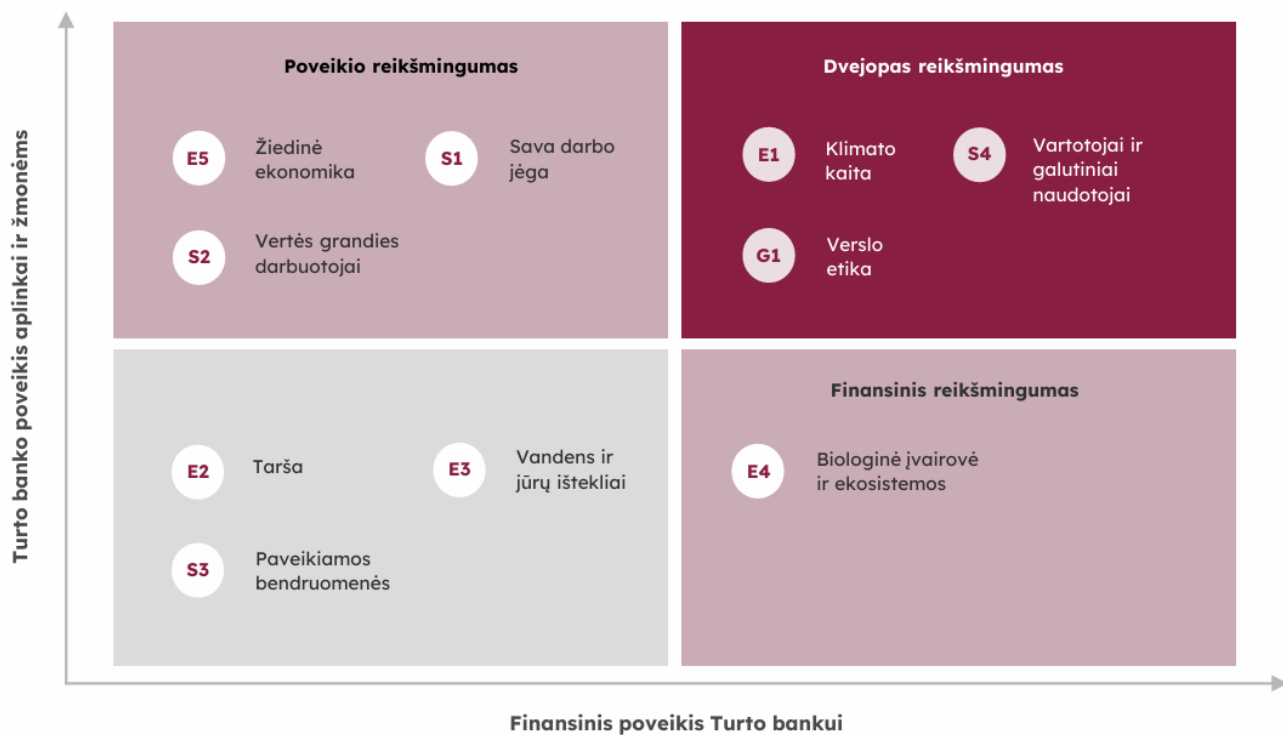 Turto banko poveikis aplinkai ir žmonėms
Poveikio reikšmingumas
E5
Žiedinė
ekonomika
S1
Sava darbo
jėga
S2
Vertės grandies
darbuotojai
Dvejopas reikšmingumas
E1
Klimato
kaita
S4
Vartotojai ir
galutiniai
naudotojai
G1
Verslo
etika
E2
Tarša
E3
Vandens ir
jūrų ištekliai
S3
Paveikiamos
bendruomenės
Finansinis reikšmingumas
E4
Biologinė įvairovė
ir ekosistemos
Finansinis poveikis Turto bankui